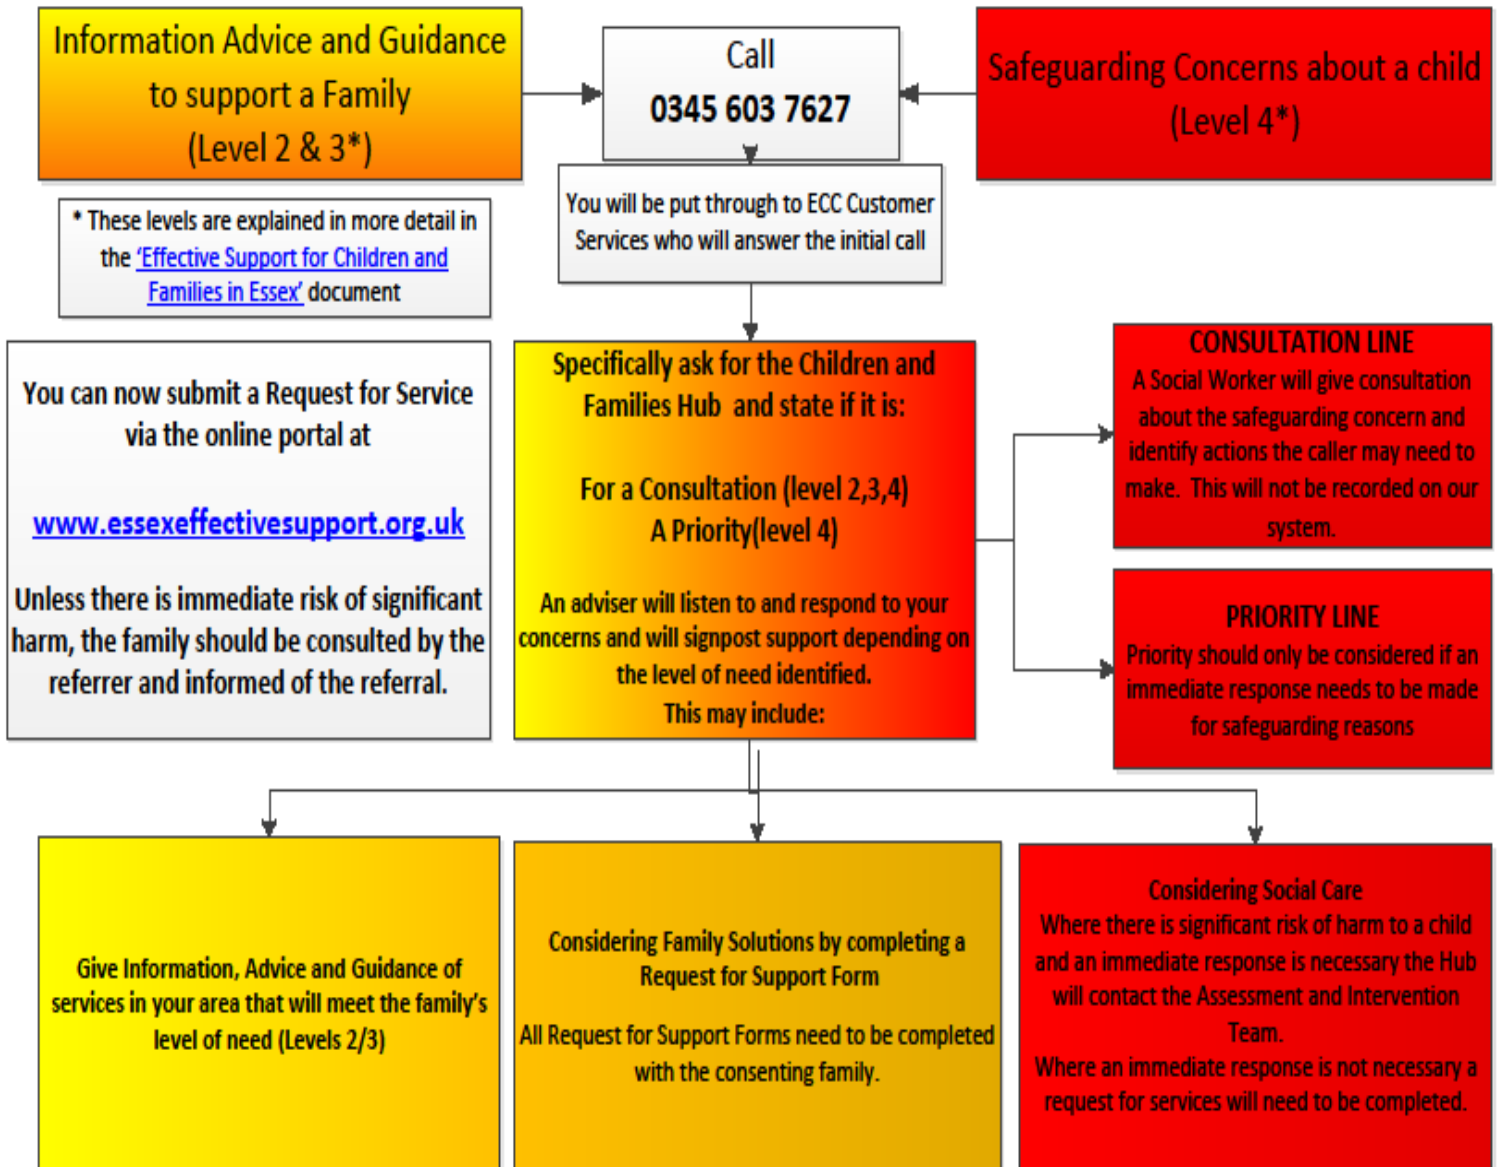 Information Advice and Guidance
to support a Family
(Level 2 & 3*)
Call
0345 603 7627
Safeguarding Concerns about a child
(Level 4*)
* These levels are explained in more detail in
the ‘Effective Support for Children and
Families in Essex’ document
You will be put through to ECC Customer
Services who will answer the initial call
You can now submit a Request for Service
via the online portal at
www.essexeffectivesupport.org.uk
Unless there is immediate risk of significant
harm, the family should be consulted by the
referrer and informed of the referral.
Specifically ask for the Children and
Families Hub and state if it is:
For a Consultation (level 2,3,4)
A Priority(level 4)
An adviser will listen to and respond to your
concerns and will signpost support depending on
the level of need identified.
This may include:
CONSULTATION LINE
A Social Worker will give consultation
about the safeguarding concern and
identify actions the caller may need to
make. This will not be recorded on our
system.
PRIORITY LINE
Priority should only be considered if an
immediate response needs to be made
for safeguarding reasons
Give Information, Advice and Guidance of
services in your area that will meet the family’s
level of need (Levels 2/3)
Considering Family Solutions by completing a
Request for Support Form
All Request for Support Forms need to be completed
with the consenting family.
Considering Social Care
Where there is significant risk of harm to a child
and an immediate response is necessary the Hub
will contact the Assessment and Intervention
Team.
Where an immediate response is not necessary a
request for services will need to be completed.